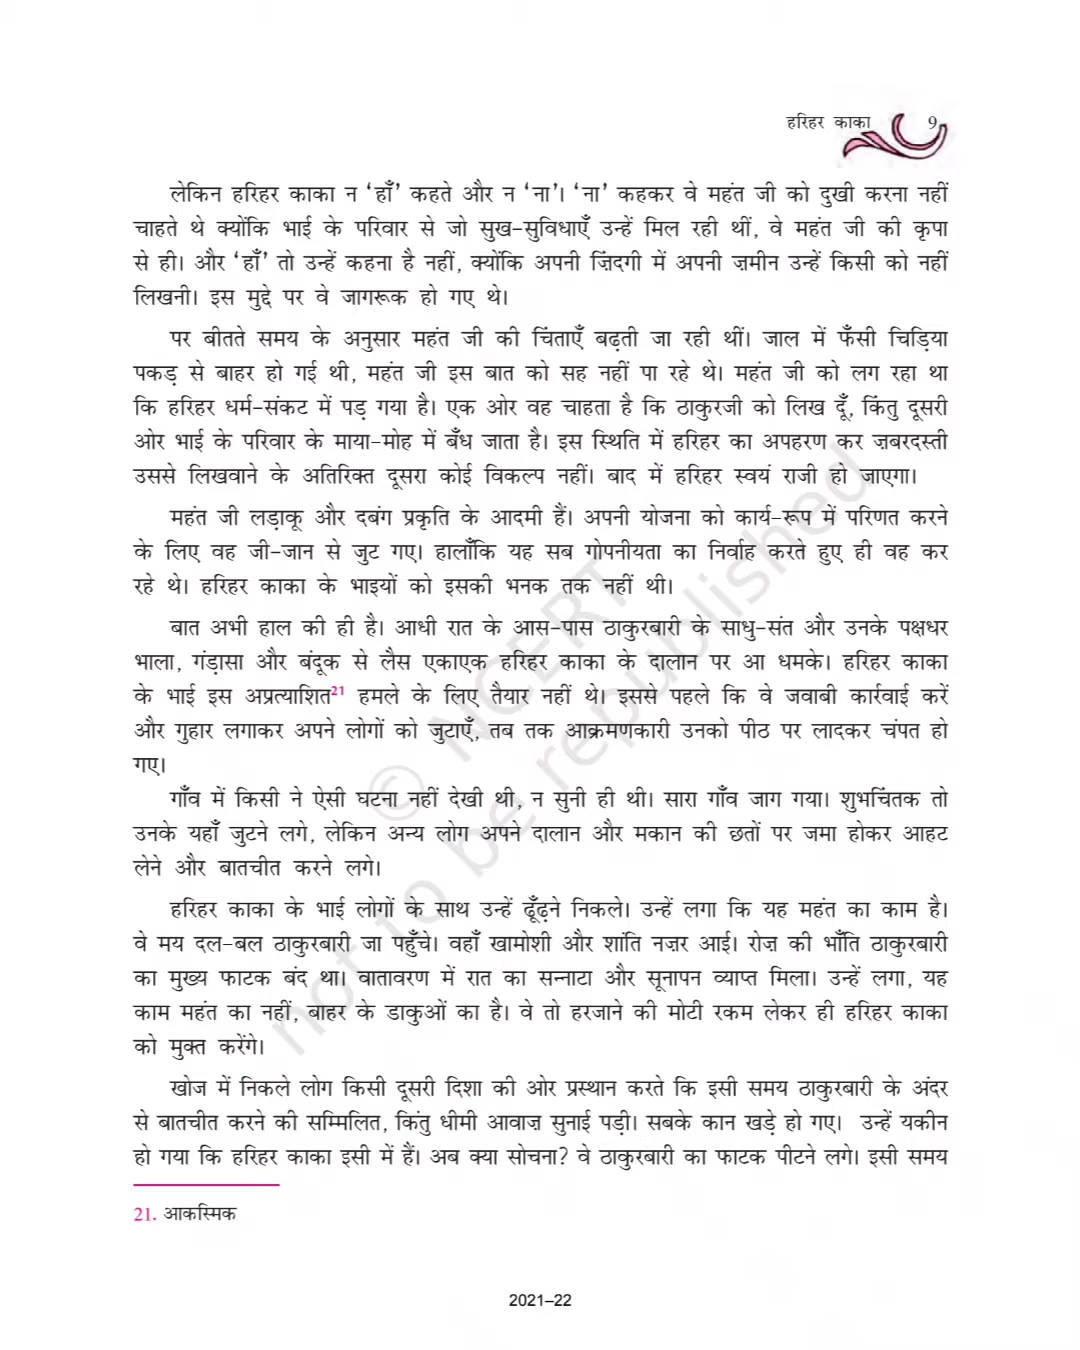 हरिहर काका 9
लेकिन हरिहर काका न ‘हाँ’ कहते और न ‘ना’। ‘ना’ कहकर वे महंत जी को दुखी करना नहीं
चाहते थे क्योंकि भाई के परिवार से जो सुख-सुविधाएँ उन्हें मिल रही थीं, वे महंत जी की कृपा
से ही। और ‘हाँ’ तो उन्हें कहना है नहीं, क्योंकि अपनी ज़िंदगी में अपनी ज़मीन उन्हें किसी को नहीं
लिखनी। इस मुद्दे पर वे जागरूक हो गए थे।
पर बीतते समय के अनुसार महंत जी की चिंताएँ बढ़ती जा रही थीं। जाल में फँसी चिड़िया
पकड़ से बाहर हो गई थी, महंत जी इस बात को सह नहीं पा रहे थे। महंत जी को लग रहा था
कि हरिहर धर्म-संकट में पड़ गया है। एक ओर वह चाहता है कि ठाकुरजी को लिख दूँ, किंतु दूसरी
ओर भाई के परिवार के माया-मोह में बँध जाता है। इस स्थिति में हरिहर का अपहरण कर ज़बरदस्ती
उससे लिखवाने के अतिरिक्त दूसरा कोई विकल्प नहीं। बाद में हरिहर स्वयं राजी हो जाएगा।
महंत जी लड़ाकू और दबंग प्रकृति के आदमी हैं। अपनी योजना को कार्य-रूप में परिणत करने
के लिए वह जी-जान से जुट गए। हालाँकि यह सब गोपनीयता का निर्वाह करते हुए ही वह कर
रहे थे। हरिहर काका के भाइयों को इसकी भनक तक नहीं थी।
बात अभी हाल की ही है। आधी रात के आस-पास ठाकुरबारी के साधु-संत और उनके पक्षधर
भाला, गंड़ासा और बंदूक से लैस एकाएक हरिहर काका के दालान पर आ धमके। हरिहर काका
के भाई इस अप्रत्याशित21 हमले के लिए तैयार नहीं थे। इससे पहले कि वे जवाबी कार्रवाई करें
और गुहार लगाकर अपने लोगों को जुटाएँ, तब तक आक्रमणकारी उनको पीठ पर लादकर चंपत हो
गए।
गाँव में किसी ने ऐसी घटना नहीं देखी थी, न सुनी ही थी। सारा गाँव जाग गया। शुभचिंतक तो
उनके यहाँ जुटने लगे, लेकिन अन्य लोग अपने दालान और मकान की छतों पर जमा होकर आहट
लेने और बातचीत करने लगे।
हरिहर काका के भाई लोगों के साथ उन्हें ढूँढ़ने निकले। उन्हें लगा कि यह महंत का काम है।
वे मय दल-बल ठाकुरबारी जा पहुँचे। वहाँ खामोशी और शांति नज़र आई। रोज़ की भाँति ठाकुरबारी
का मुख्य फाटक बंद था। वातावरण में रात का सन्नाटा और सूनापन व्याप्त मिला। उन्हें लगा, यह
काम महंत का नहीं, बाहर के डाकुओं का है। वे तो हरजाने की मोटी रकम लेकर ही हरिहर काका
को मुक्त करेंगे।
खोज में निकले लोग किसी दूसरी दिशा की ओर प्रस्थान करते कि इसी समय ठाकुरबारी के अंदर
से बातचीत करने की सम्मिलित, किंतु धीमी आवाज़ सुनाई पड़ी। सबके कान खड़े हो गए। उन्हें यकीन
हो गया कि हरिहर काका इसी में हैं। अब क्या सोचना? वे ठाकुरबारी का फाटक पीटने लगे। इसी समय
21. आकस्मिक
2021–22
© NCERT
not to be republished